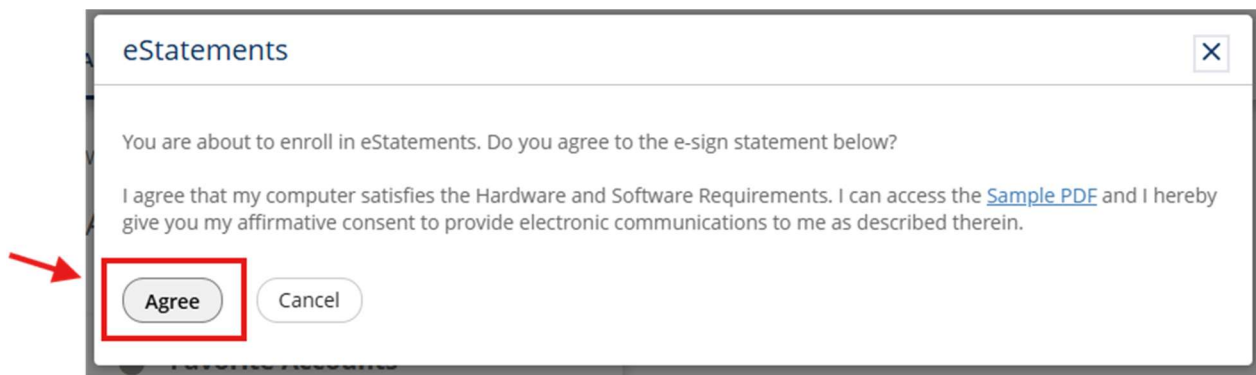 eStatements
You are about to enroll in eStatements. Do you agree to the e-sign statement below?
I agree that my computer satisfies the Hardware and Software Requirements. I can access the Sample PDF and I hereby
give you my affirmative consent to provide electronic communications to me as described therein.
Agree Cancel
Favorite Accounts